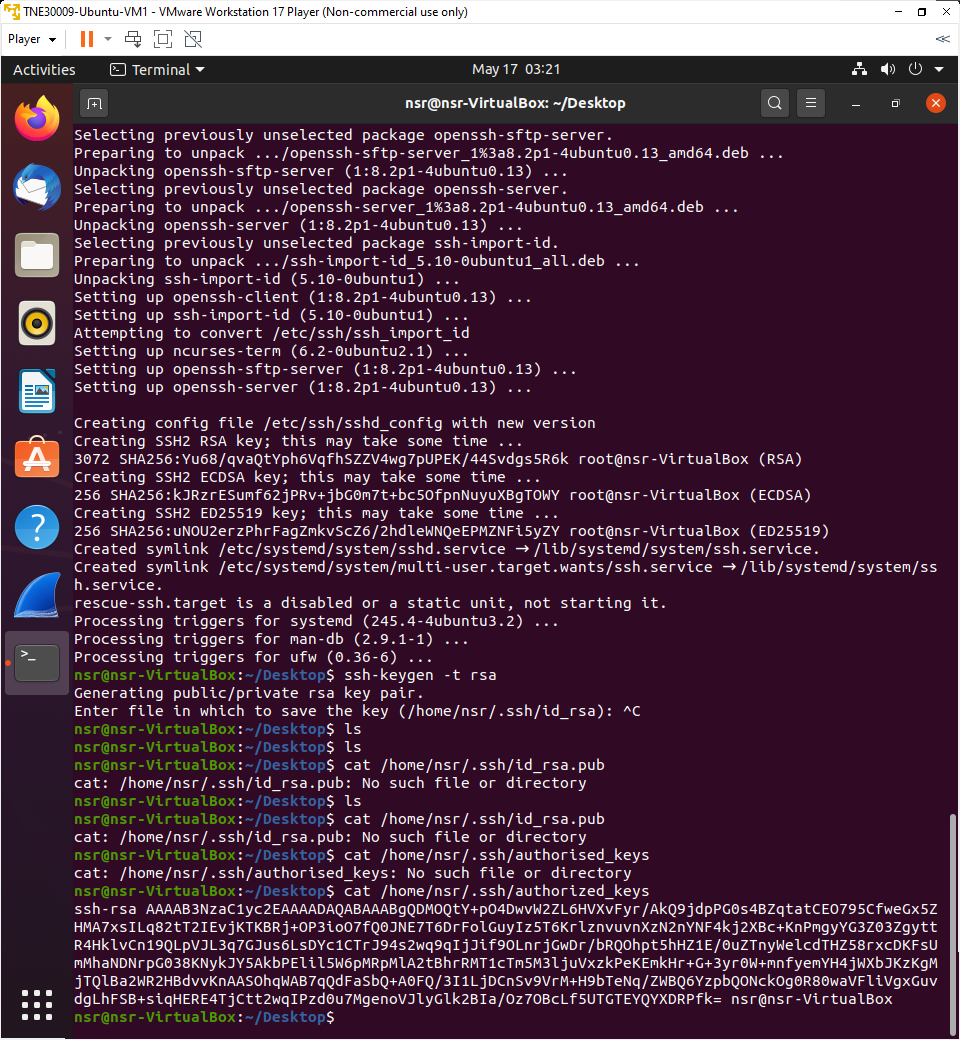 TNE30009-Ubuntu-VM1 - VMware Workstation 17 Player (Non-commercial use only)
Player
Activities Terminal May 17 03:21
nsr@nsr-VirtualBox: ~/Desktop
Selecting previously unselected package openssh-sftp-server.
Preparing to unpack .../openssh-sftp-server_1%3a8.2p1-4ubuntu0.13_amd64.deb ...
Unpacking openssh-sftp-server (1:8.2p1-4ubuntu0.13) ...
Selecting previously unselected package openssh-server.
Preparing to unpack .../openssh-server_1%3a8.2p1-4ubuntu0.13_amd64.deb ...
Unpacking openssh-server (1:8.2p1-4ubuntu0.13) ...
Selecting previously unselected package ssh-import-id.
Preparing to unpack .../ssh-import-id_5.10-0ubuntu1_all.deb ...
Unpacking ssh-import-id (5.10-0ubuntu1) ...
Setting up openssh-client (1:8.2p1-4ubuntu0.13) ...
Setting up ssh-import-id (5.10-0ubuntu1) ...
Attempting to convert /etc/ssh/ssh_import_id
Setting up ncurses-term (6.2-0ubuntu2.1) ...
Setting up openssh-sftp-server (1:8.2p1-4ubuntu0.13) ...
Setting up openssh-server (1:8.2p1-4ubuntu0.13) ...
Creating config file /etc/ssh/sshd_config with new version
Creating SSH2 RSA key; this may take some time ...
3072 SHA256:Yu68/qvaQtYph6VqfhSZZV4wg7pUPEK/44Svdgs5R6k root@nsr-VirtualBox (RSA)
Creating SSH2 ECDSA key; this may take some time ...
256 SHA256:kJRzrESumf62jPRv+jbG0m7t+bc5OfpnNuyuXBgTOWY root@nsr-VirtualBox (ECDSA)
Creating SSH2 ED25519 key; this may take some time ...
256 SHA256:uNOU2erzPhrFagZmkvScZ6/2hdleWNQeEPMZNFi5yZY root@nsr-VirtualBox (ED25519)
Created symlink /etc/systemd/system/sshd.service → /lib/systemd/system/ssh.service.
Created symlink /etc/systemd/system/multi-user.target.wants/ssh.service → /lib/systemd/system/ss
h.service.
rescue-ssh.target is a disabled or a static unit, not starting it.
Processing triggers for systemd (245.4-4ubuntu3.2) ...
Processing triggers for man-db (2.9.1-1) ...
Processing triggers for ufw (0.36-6) ...
nsr@nsr-VirtualBox:~/Desktop$ ssh-keygen -t rsa
Generating public/private rsa key pair.
Enter file in which to save the key (/home/nsr/.ssh/id_rsa): ^C
nsr@nsr-VirtualBox:~/Desktop$ ls
nsr@nsr-VirtualBox:~/Desktop$ ls
nsr@nsr-VirtualBox:~/Desktop$ cat /home/nsr/.ssh/id_rsa.pub
cat: /home/nsr/.ssh/id_rsa.pub: No such file or directory
nsr@nsr-VirtualBox:~/Desktop$ ls
nsr@nsr-VirtualBox:~/Desktop$ cat /home/nsr/.ssh/id_rsa.pub
cat: /home/nsr/.ssh/id_rsa.pub: No such file or directory
nsr@nsr-VirtualBox:~/Desktop$ cat /home/nsr/.ssh/authorised_keys
cat: /home/nsr/.ssh/authorised_keys: No such file or directory
nsr@nsr-VirtualBox:~/Desktop$ cat /home/nsr/.ssh/authorized_keys
ssh-rsa AAAAB3NzaC1yc2EAAAADAQABAAABgQDMOQtY+pO4DwvW2ZL6HVXvFyr/AkQ9jdpPG0s4BZqtatCEO795CfweGx5Z
HMA7xsILq82tT2IEvjKTKBRj+OP3ioO7fQ0JNE7T6DrFolGuyIz5T6KrlznvuvnXzN2nYNF4kj2XBc+KnPmgyYG3Z03Zgytt
R4HklvCn19QLpVJL3q7GJus6LsDYc1CTrJ94s2wq9qIjJif9OLnrjGwDr/bRQOhpt5hHZ1E/0uZTnyWelcdTHZ58rxcDKFsU
mMhaNDNrpG038KNykJY5AkbPElil5W6pMRpMlA2tBhrRMT1cTm5M3ljuVxzkPeKEmkHr+G+3yr0W+mnfyemYH4jWXbJKzKgM
jTQlBa2WR2HBdvvKnAASOhqWAB7qQdFaSbQ+A0FQ/3I1LjDCnSv9VrM+H9bTeNq/ZWBQ6YzpbQONckOg0R80waVFliVgxGuv
dgLhFSB+siqHERE4TjCtt2wqIPzd0u7MgenoVJlyGlk2BIa/Oz7OBcLf5UTGTEYQYXDRPfk= nsr@nsr-VirtualBox
nsr@nsr-VirtualBox:~/Desktop$